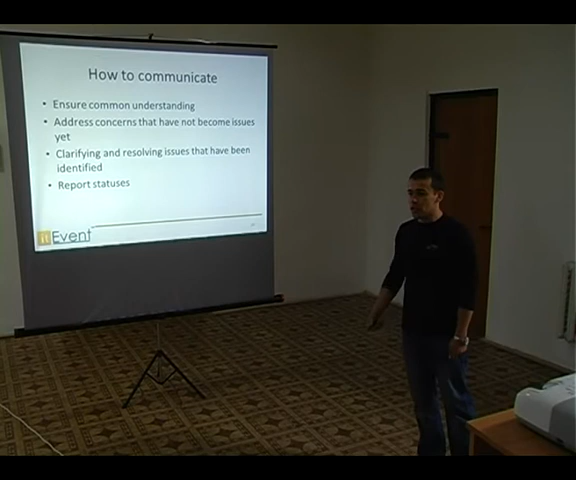 How to communicate
• Ensure common understanding
• Address concerns that have not become issues
yet
• Clarifying and resolving issues that have been
identified
• Report statuses
itEvent